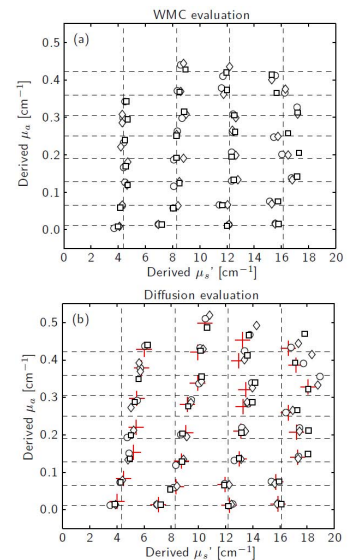 WMC evaluation
(a)
Derived μa [cm⁻¹]
0.5
0.4
0.3
0.2
0.1
0.0
0 2 4 6 8 10 12 14 16 18 20
Derived μs' [cm⁻¹]
Diffusion evaluation
(b)
Derived μa [cm⁻¹]
0.5
0.4
0.3
0.2
0.1
0.0
0 2 4 6 8 10 12 14 16 18 20
Derived μs' [cm⁻¹]